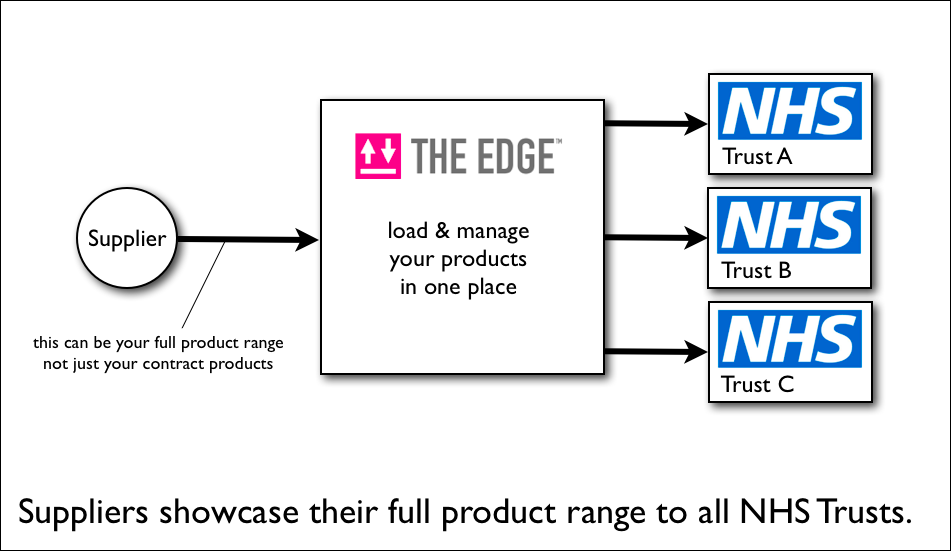 THE EDGE™
load & manage
your products
in one place
Supplier
this can be your full product range
not just your contract products
NHS
Trust A
NHS
Trust B
NHS
Trust C
Suppliers showcase their full product range to all NHS Trusts.